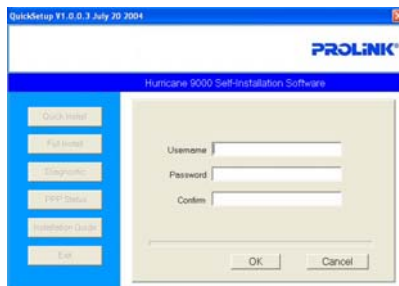 QuickSetup V1.0.0.3 July 20 2004
PROLiNK®
Hurricane 9000 Self-Installation Software
Quick Install
Full Install
Diagnostic
PPP Status
Installation Guide
Exit
Username
Password
Confirm
OK
Cancel